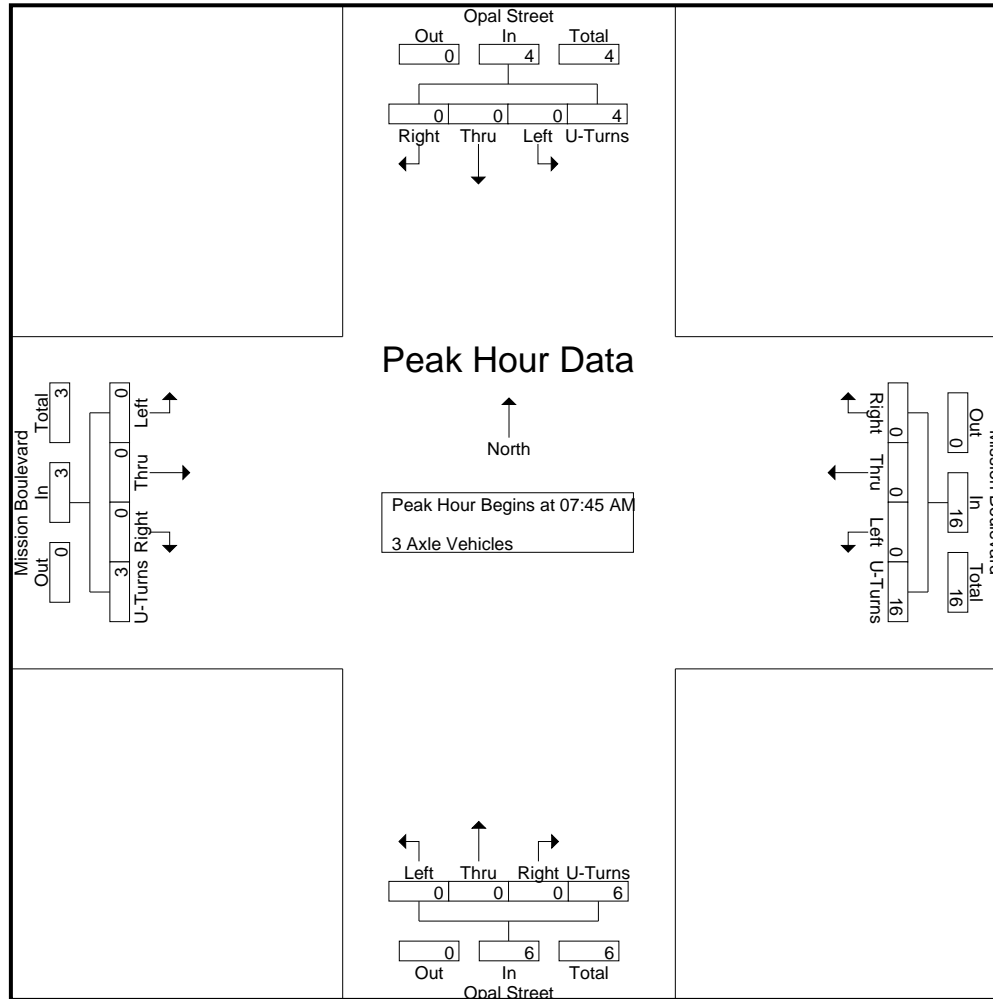 Opal Street
Out In Total
0 4 4
0 0 0 4
Right Thru Left U-Turns
Peak Hour Data
North
Peak Hour Begins at 07:45 AM
3 Axle Vehicles
Mission Boulevard
Out In Total
0 3 3
Left Thru Right U-Turns
0 0 0 3
Mission Boulevard
Out In Total
0 16 16
0 0 0 16
Right Thru Left U-Turns
Left Thru Right U-Turns
0 0 0 6
0 6 6
Out In Total
Opal Street